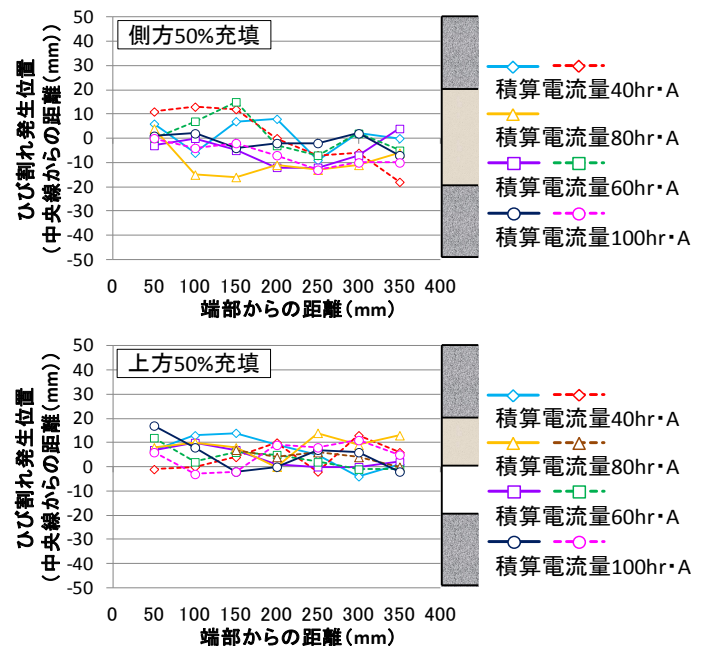 側方50%充填
50
40
30
20
10
0
-10
-20
-30
-40
-50
ひび割れ発生位置
(中央線からの距離(mm))
0 50 100 150 200 250 300 350 400
端部からの距離(mm)
積算電流量40hr・A
積算電流量80hr・A
積算電流量60hr・A
積算電流量100hr・A
上方50%充填
50
40
30
20
10
0
-10
-20
-30
-40
-50
ひび割れ発生位置
(中央線からの距離(mm))
0 50 100 150 200 250 300 350 400
端部からの距離(mm)
積算電流量40hr・A
積算電流量80hr・A
積算電流量60hr・A
積算電流量100hr・A